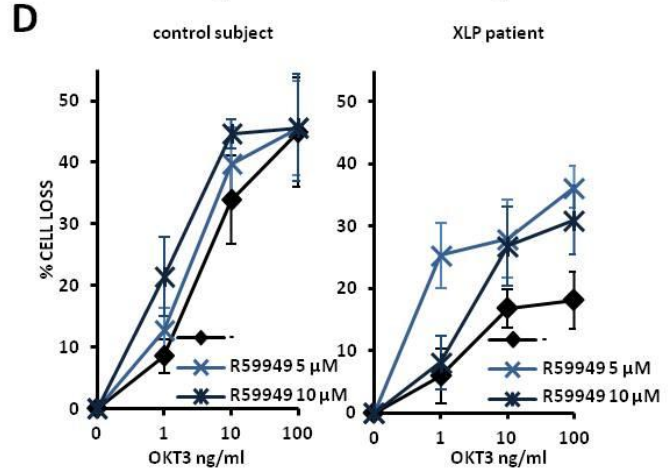 D
control subject
XLP patient
% CELL LOSS
50
40
30
20
10
0
-
R59949 5 μM
R59949 10 μM
0 1 10 100
OKT3 ng/ml
50
40
30
20
10
0
-
R59949 5 μM
R59949 10 μM
0 1 10 100
OKT3 ng/ml